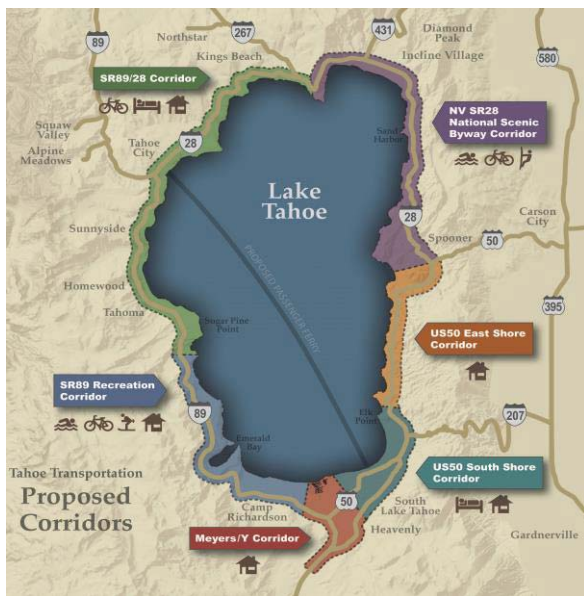 Northstar
267
431
Diamond
Peak
89
Kings Beach
Incline Village
580
SR89/28 Corridor
NV SR28
National Scenic
Byway Corridor
Sand
Harbor
Squaw
Valley
Alpine
Meadows
Tahoe
City
28
Lake
Tahoe
28
Carson
City
Spooner
50
Sunnyside
PROPOSED PASSENGER FERRY
395
Homewood
Tahoma
Sugar Pine
Point
US50 East Shore
Corridor
SR89 Recreation
Corridor
89
Elk
Point
207
Emerald
Bay
Tahoe Transportation
Proposed
Corridors
US50 South Shore
Corridor
50
Camp
Richardson
South
Lake Tahoe
Meyers/Y Corridor
Heavenly
Gardnerville